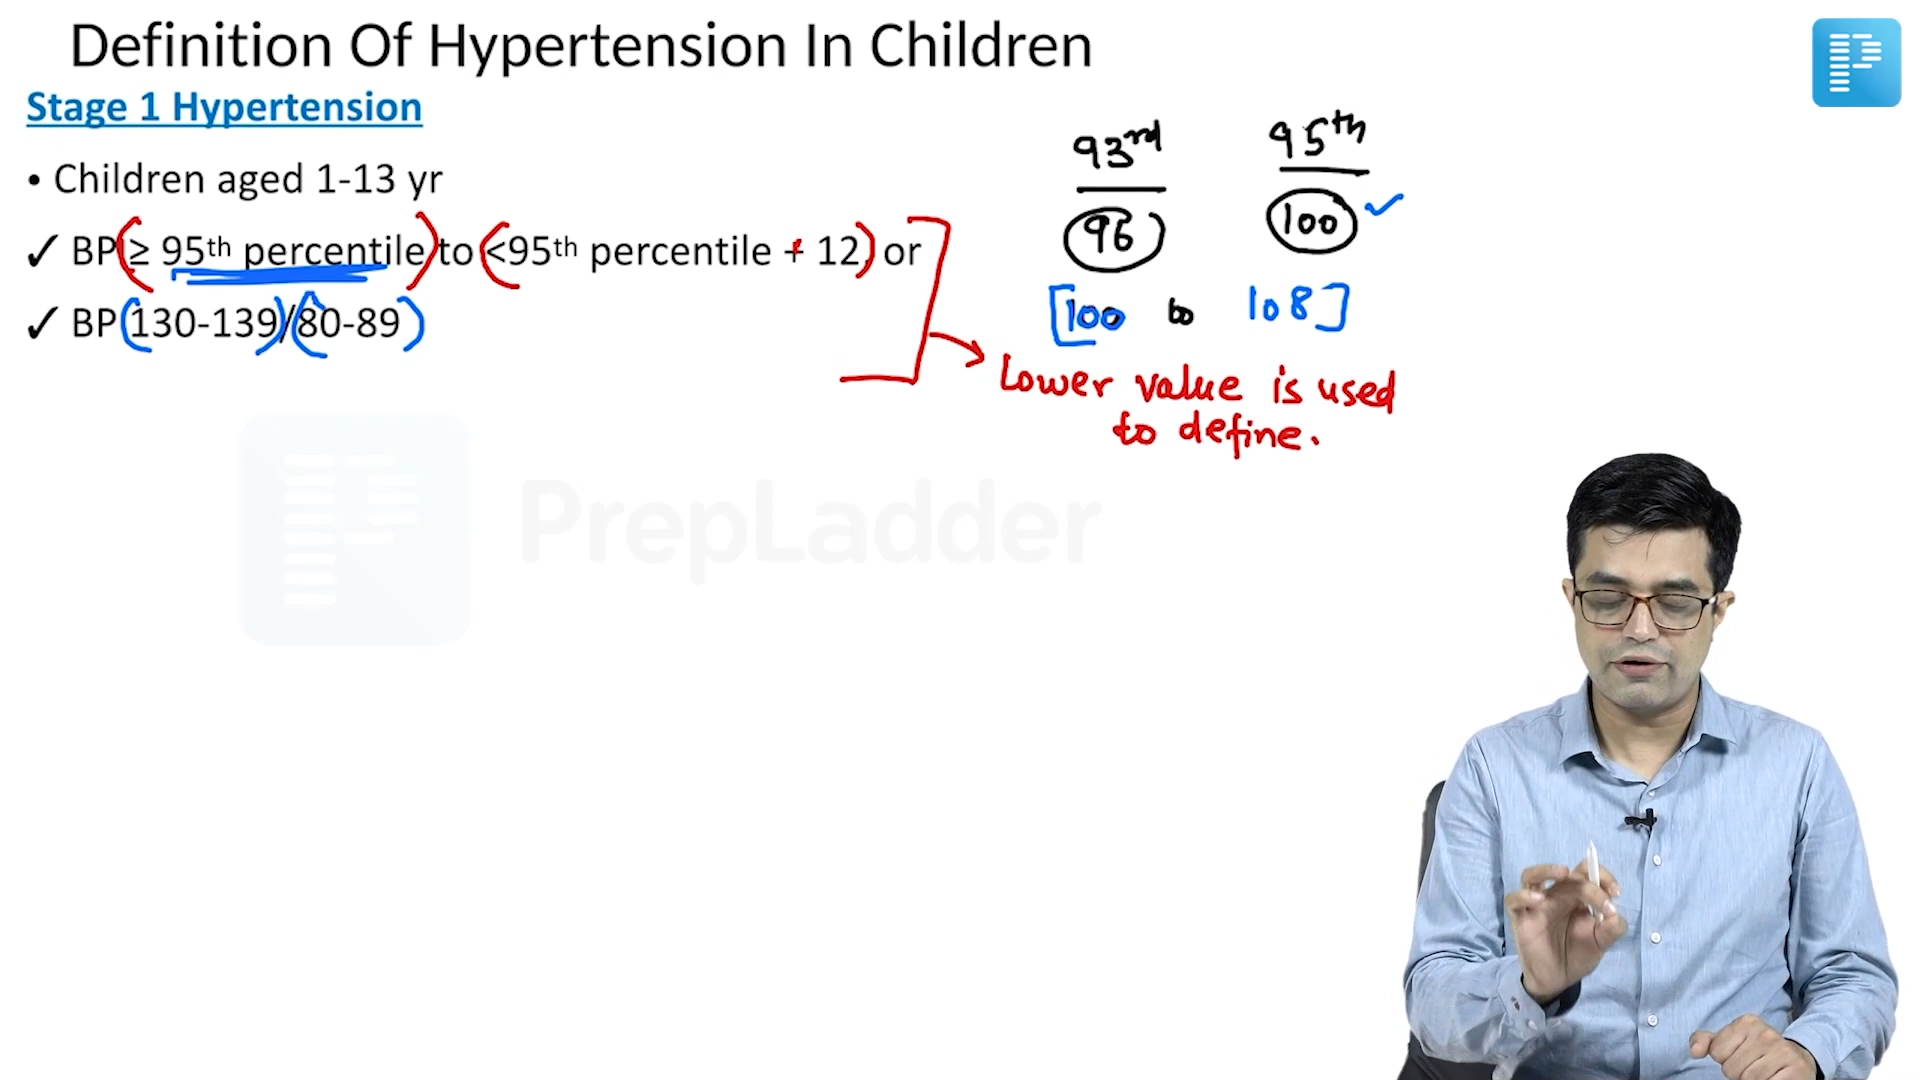 Definition Of Hypertension In Children
Stage 1 Hypertension
• Children aged 1-13 yr
✓ BP ≥ 95th percentile to <95th percentile + 12, or
✓ BP 130-139/80-89
93rd 95th
96 100 ✓
[100 to 108]
Lower value is used
to define.
PrepLadder